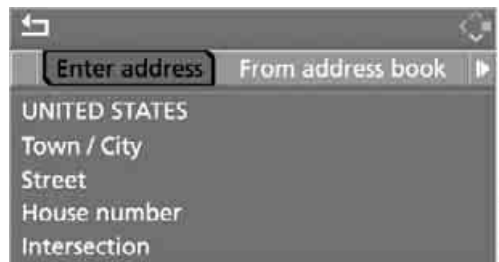 Enter address From address book
UNITED STATES
Town / City
Street
House number
Intersection